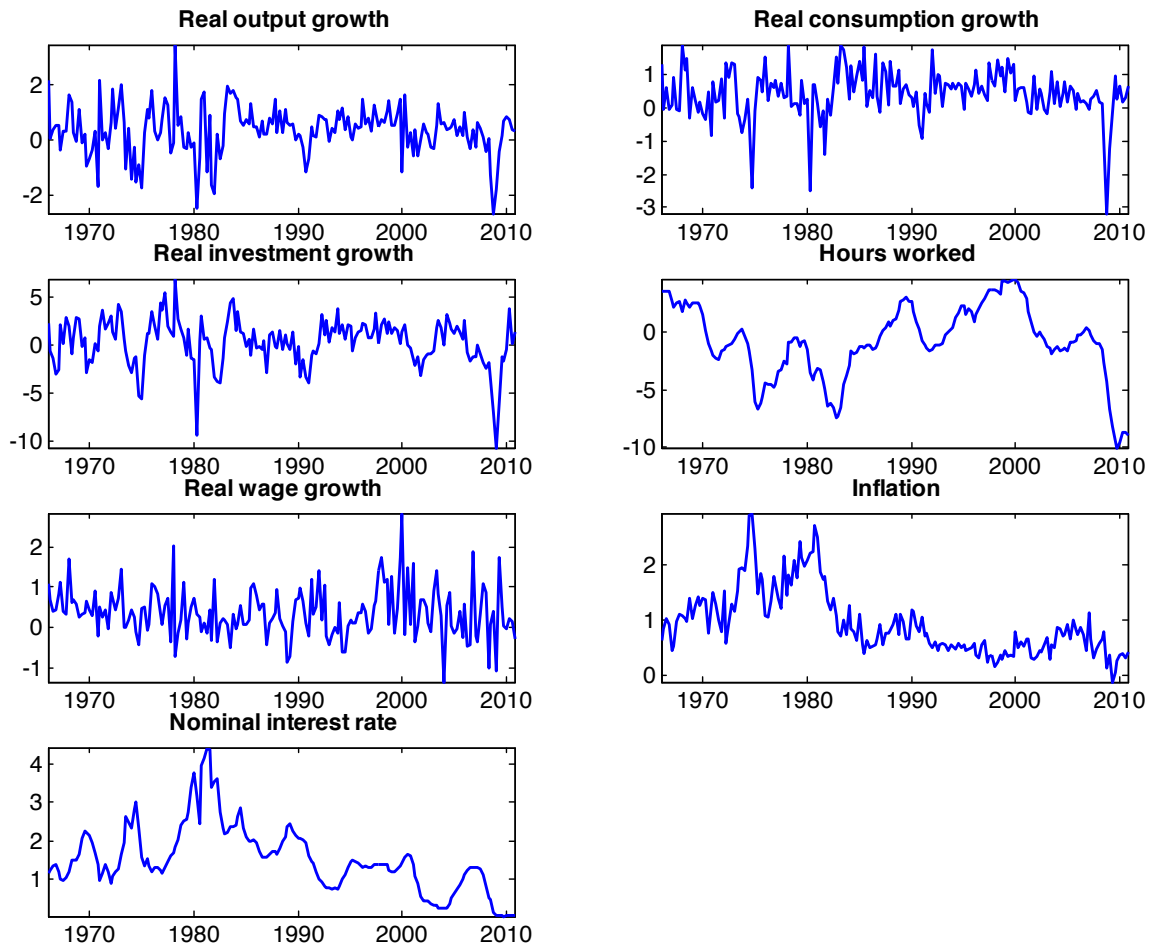 Real output growth
2
0
-2
1970 1980 1990 2000 2010
Real consumption growth
1
0
-1
-2
-3
1970 1980 1990 2000 2010
Real investment growth
5
0
-5
-10
1970 1980 1990 2000 2010
Hours worked
0
-5
-10
1970 1980 1990 2000 2010
Real wage growth
2
1
0
-1
1970 1980 1990 2000 2010
Inflation
2
1
0
1970 1980 1990 2000 2010
Nominal interest rate
4
3
2
1
1970 1980 1990 2000 2010